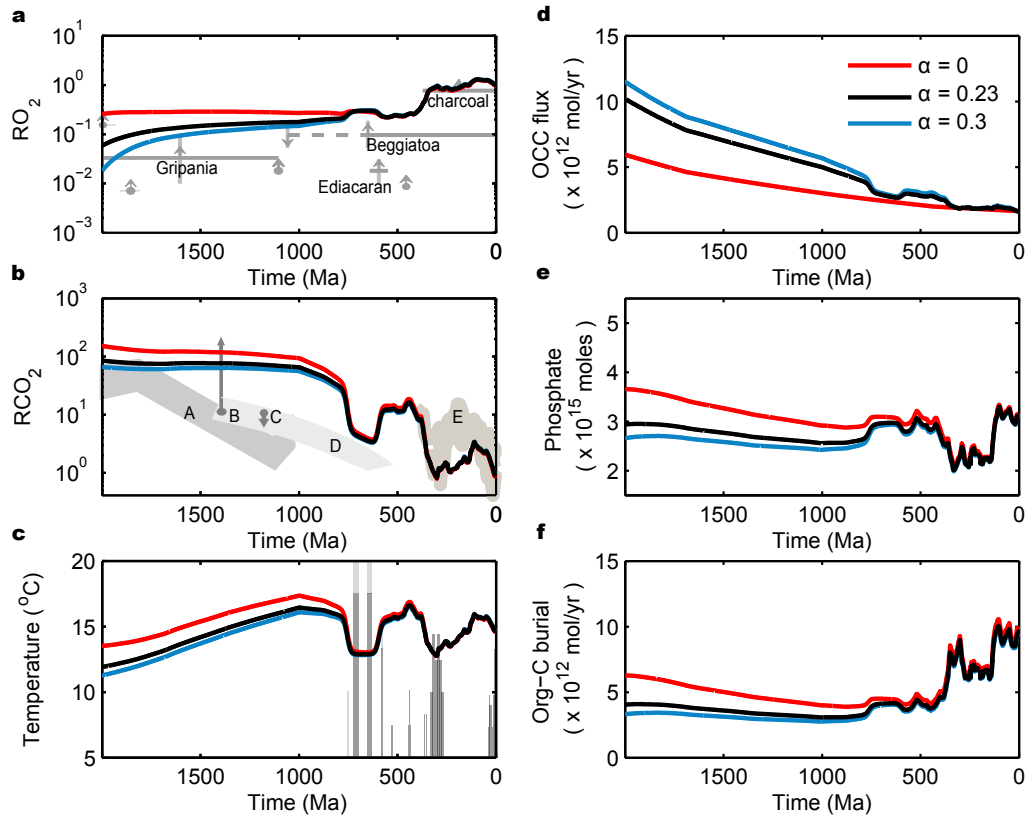 a
10^1
10^0
10^-1
10^-2
10^-3
RO2
charcoal
Beggiatoa
Gripania
Ediacaran
1500 1000 500 0
Time (Ma)
b
10^3
10^2
10^1
10^0
RCO2
A
B
C
D
E
1500 1000 500 0
Time (Ma)
c
20
15
10
5
Temperature (°C)
1500 1000 500 0
Time (Ma)
d
15
10
5
0
OCC flux
( x 10^12 mol/yr )
α = 0
α = 0.23
α = 0.3
1500 1000 500 0
Time (Ma)
e
5
4
3
2
Phosphate
( x 10^15 moles )
1500 1000 500 0
Time (Ma)
f
15
10
5
0
Org−C burial
( x 10^12 mol/yr )
1500 1000 500 0
Time (Ma)